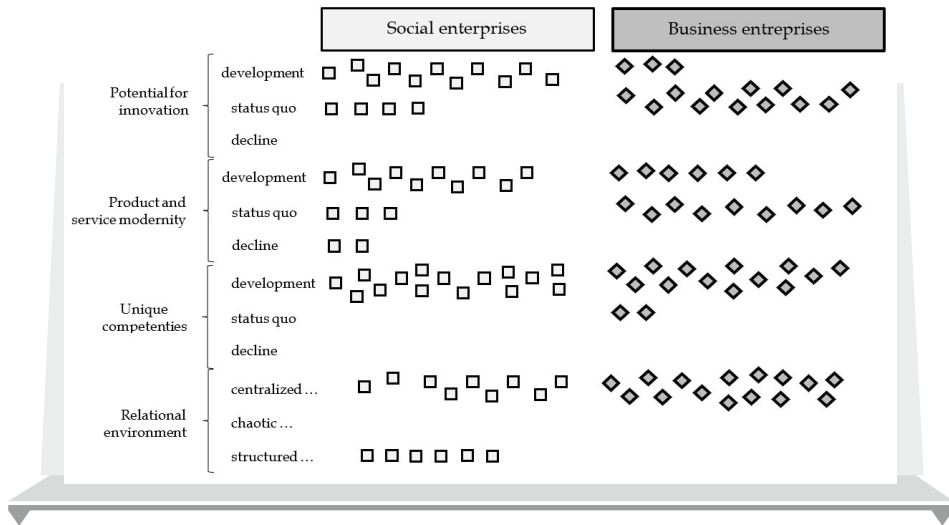 Social enterprises
Business entreprises
Potential for
innovation
development
status quo
decline
Product and
service modernity
development
status quo
decline
Unique
competenties
development
status quo
decline
Relational
environment
centralized ...
chaotic ...
structured ...